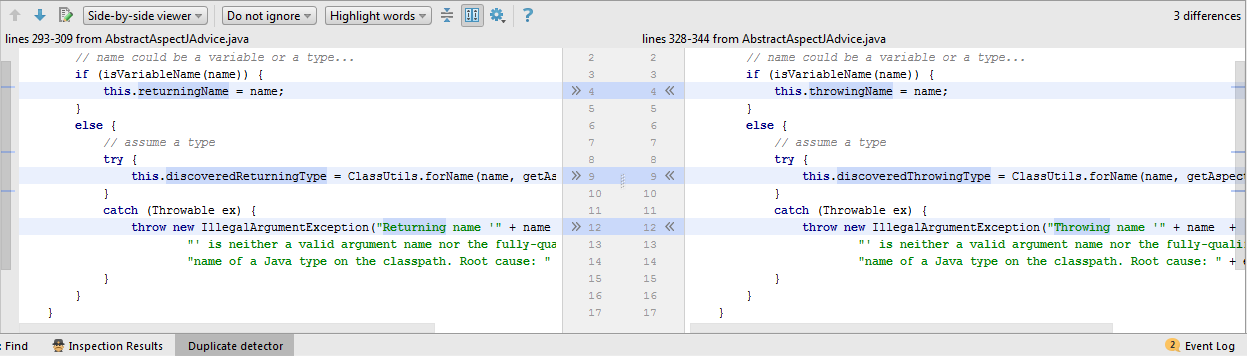 Side-by-side viewer Do not ignore Highlight words ? 3 differences
lines 293-309 from AbstractAspectJAdvice.java lines 328-344 from AbstractAspectJAdvice.java
// name could be a variable or a type... 2 2 // name could be a variable or a type...
if (isVariableName(name)) { 3 3 if (isVariableName(name)) {
this.returningName = name; >> 4 4 << this.throwingName = name;
} 5 5 }
else { 6 6 else {
// assume a type 7 7 // assume a type
try { 8 8 try {
this.discoveredReturningType = ClassUtils.forName(name, getAs >> 9 9 << this.discoveredThrowingType = ClassUtils.forName(name, getAspec
} 10 10 }
catch (Throwable ex) { 11 11 catch (Throwable ex) {
throw new IllegalArgumentException("Returning name '" + name >> 12 12 << throw new IllegalArgumentException("Throwing name '" + name +
"' is neither a valid argument name nor the fully-qua 13 13 "' is neither a valid argument name nor the fully-quali
"name of a Java type on the classpath. Root cause: " 14 14 "name of a Java type on the classpath. Root cause: " + e
} 15 15 }
} 16 16 }
} 17 17 }
: Find Inspection Results Duplicate detector 2 Event Log